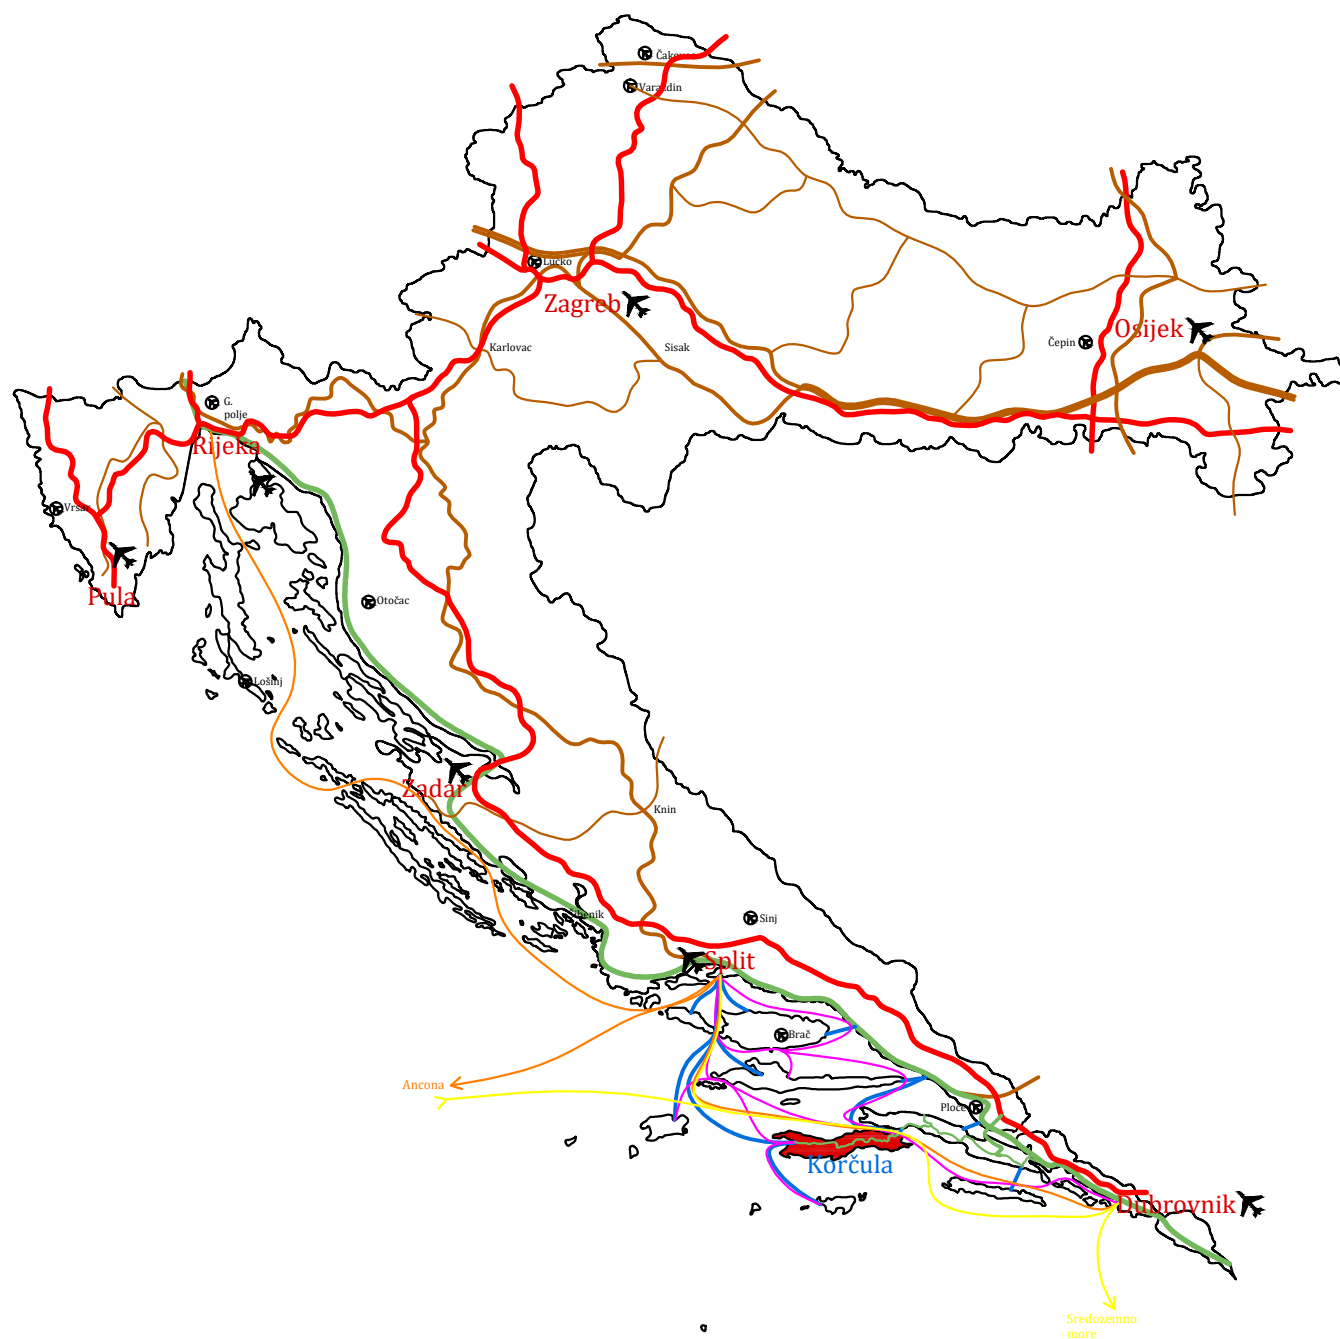 Čakovec
Varaždin
Lučko
Zagreb
Osijek
Čepin
Karlovac
Sisak
G.
polje
Rijeka
Vrsar
Pula
Otočac
Lošinj
Zadar
Knin
Šibenik
Sinj
Split
Brač
Ancona
Ploče
Korčula
Dubrovnik
Sredozemno
more